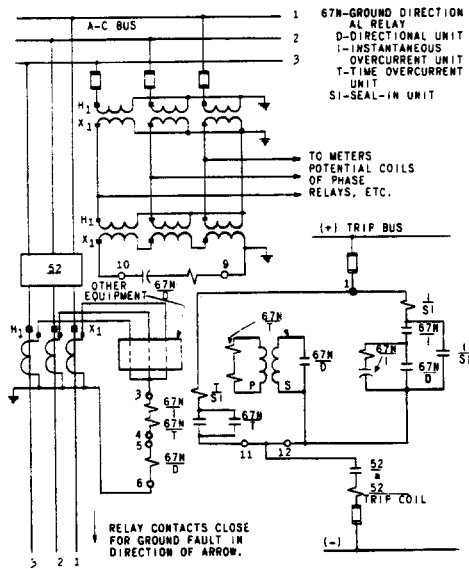 A-C BUS
1
2
3
67N-GROUND DIRECTION
AL RELAY
D-DIRECTIONAL UNIT
I-INSTANTANEOUS
OVERCURRENT UNIT
T-TIME OVERCURRENT
UNIT
SI-SEAL-IN UNIT
H1
X1
TO METERS
POTENTIAL COILS
OF PHASE
RELAYS, ETC.
H1
X1
10
67N
D
9
(+) TRIP BUS
52
OTHER
EQUIPMENT
1
H1
X1
67N
T
P
S
67N
D
I
SI
67N
I
67N
I
67N
D
I
SI
T
SI
67N
T
3
67N
I
67N
T
4
5
67N
D
6
11
12
52
a
52
TRIP COIL
(-)
RELAY CONTACTS CLOSE
FOR GROUND FAULT IN
DIRECTION OF ARROW.
3 2 1